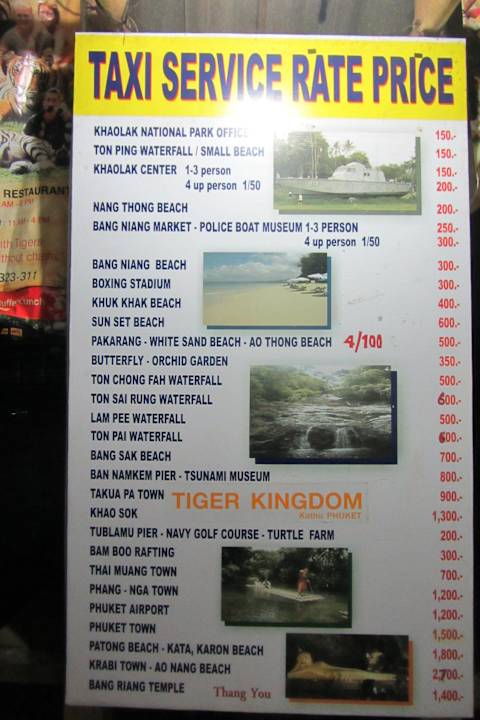 TAXI SERVICE RATE PRICE
KHAOLAK NATIONAL PARK OFFICE 150.-
TON PING WATERFALL / SMALL BEACH 150.-
KHAOLAK CENTER 1-3 person 150.-
4 up person 1/50 200.-
NANG THONG BEACH 200.-
BANG NIANG MARKET - POLICE BOAT MUSEUM 1-3 PERSON 250.-
4 up person 1/50 300.-
BANG NIANG BEACH 300.-
BOXING STADIUM 300.-
KHUK KHAK BEACH 400.-
SUN SET BEACH 600.-
PAKARANG - WHITE SAND BEACH - AO THONG BEACH 4/100 500.-
BUTTERFLY - ORCHID GARDEN 350.-
TON CHONG FAH WATERFALL 500.-
TON SAI RUNG WATERFALL 600.-
LAM PEE WATERFALL 500.-
TON PAI WATERFALL 600.-
BANG SAK BEACH 700.-
BAN NAMKEM PIER - TSUNAMI MUSEUM 800.-
TAKUA PA TOWN 900.-
TIGER KINGDOM
Kathu PHUKET
KHAO SOK 1,300.-
TUBLAMU PIER - NAVY GOLF COURSE - TURTLE FARM 200.-
BAM BOO RAFTING 300.-
THAI MUANG TOWN 700.-
PHANG - NGA TOWN 1,200.-
PHUKET AIRPORT 1,200.-
PHUKET TOWN 1,500.-
PATONG BEACH - KATA, KARON BEACH 1,800.-
KRABI TOWN - AO NANG BEACH
BANG RIANG TEMPLE 1,400.-
Thang You
RESTAURANT
ith Tigers
323-311